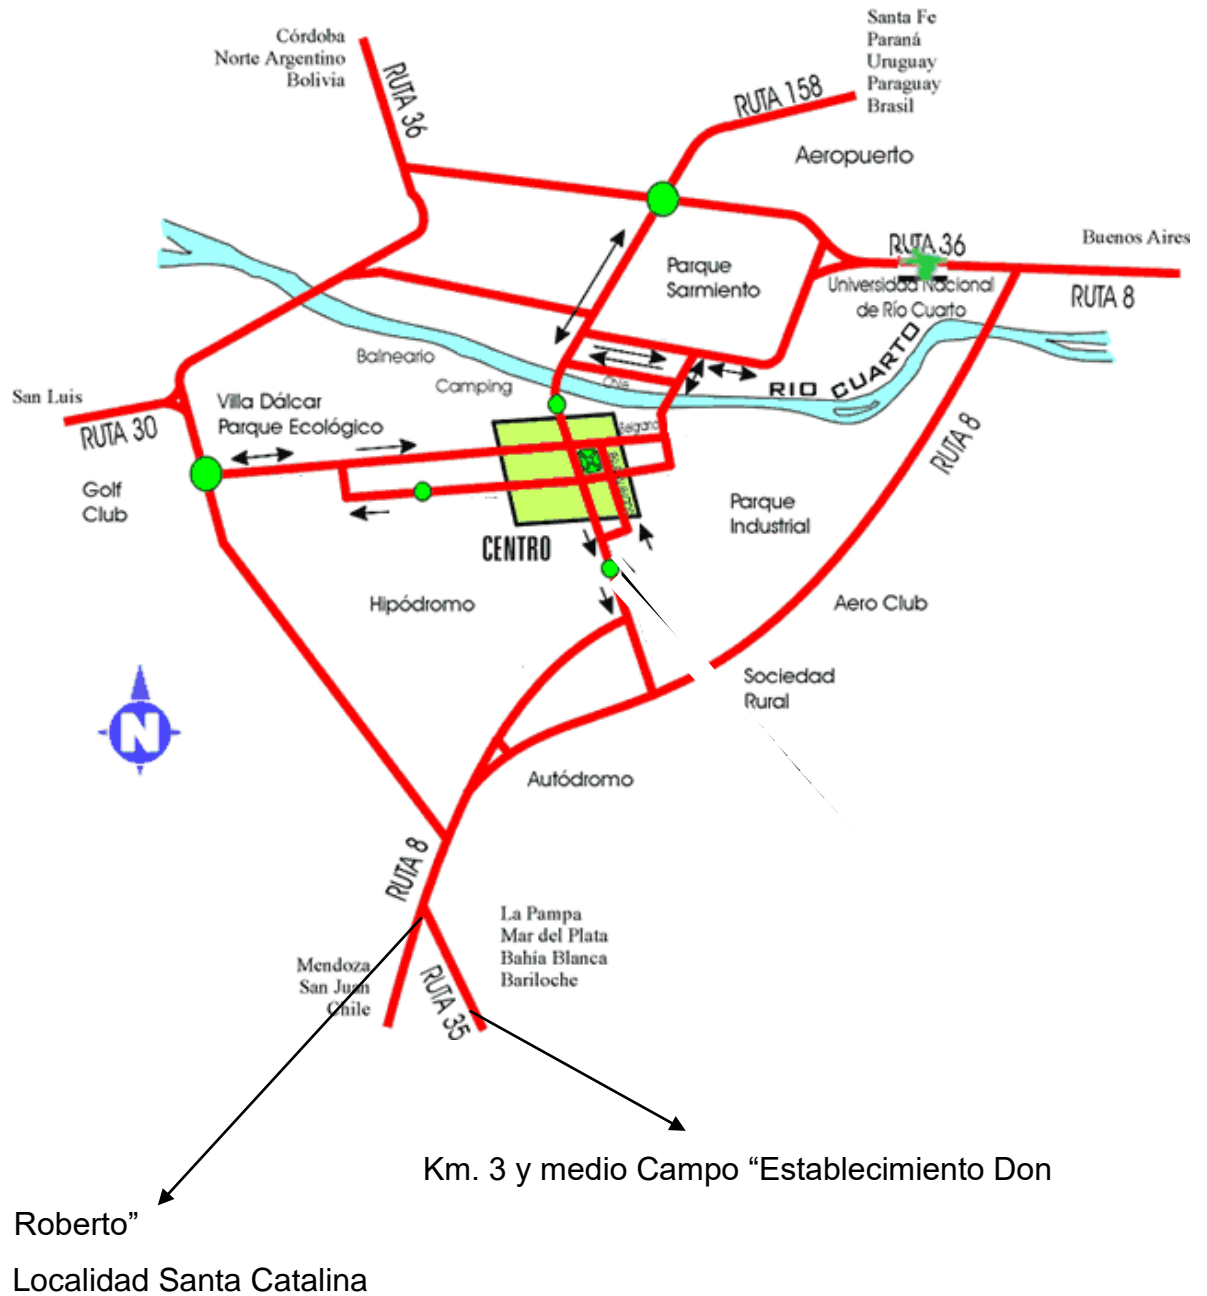 Santa Fe
Paraná
Uruguay
Paraguay
Brasil
Córdoba
Norte Argentino
Bolivia
RUTA 36
RUTA 158
Aeropuerto
RUTA 36
Buenos Aires
RUTA 8
Parque
Sarmiento
Universidad Nacional
de Río Cuarto
Balneario
Camping
Chile
RIO CUARTO
San Luis
RUTA 30
Villa Dálcar
Parque Ecológico
RUTA 8
Golf
Club
Parque
Industrial
CENTRO
Hipódromo
Aero Club
Sociedad
Rural
N
Autódromo
RUTA 8
La Pampa
Mar del Plata
Bahia Blanca
Bariloche
Mendoza
San Juan
Chile
RUTA 35
Km. 3 y medio Campo “Establecimiento Don
Roberto”
Localidad Santa Catalina